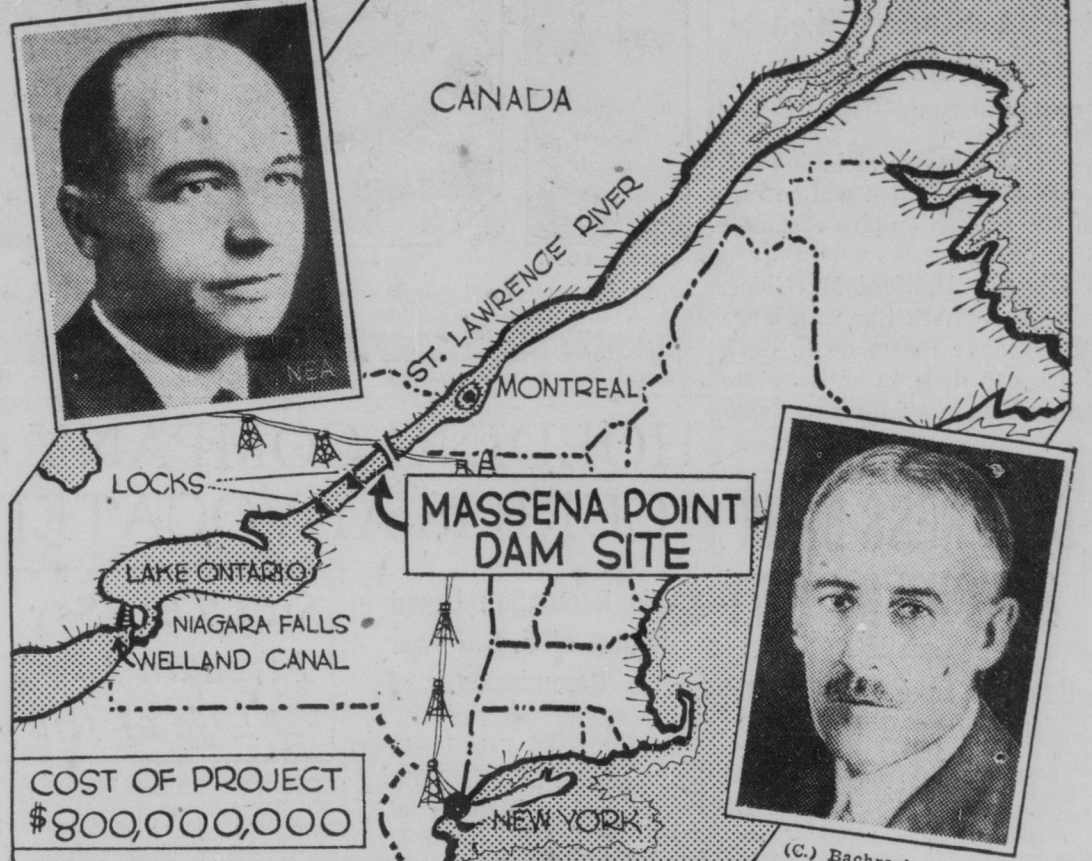 CANADA
NEA
ST. LAWRENCE RIVER
MONTREAL
LOCKS
MASSENA POINT
DAM SITE
LAKE ONTARIO
NIAGARA FALLS
WELLAND CANAL
COST OF PROJECT
$800,000,000
NEW YORK
(C.)